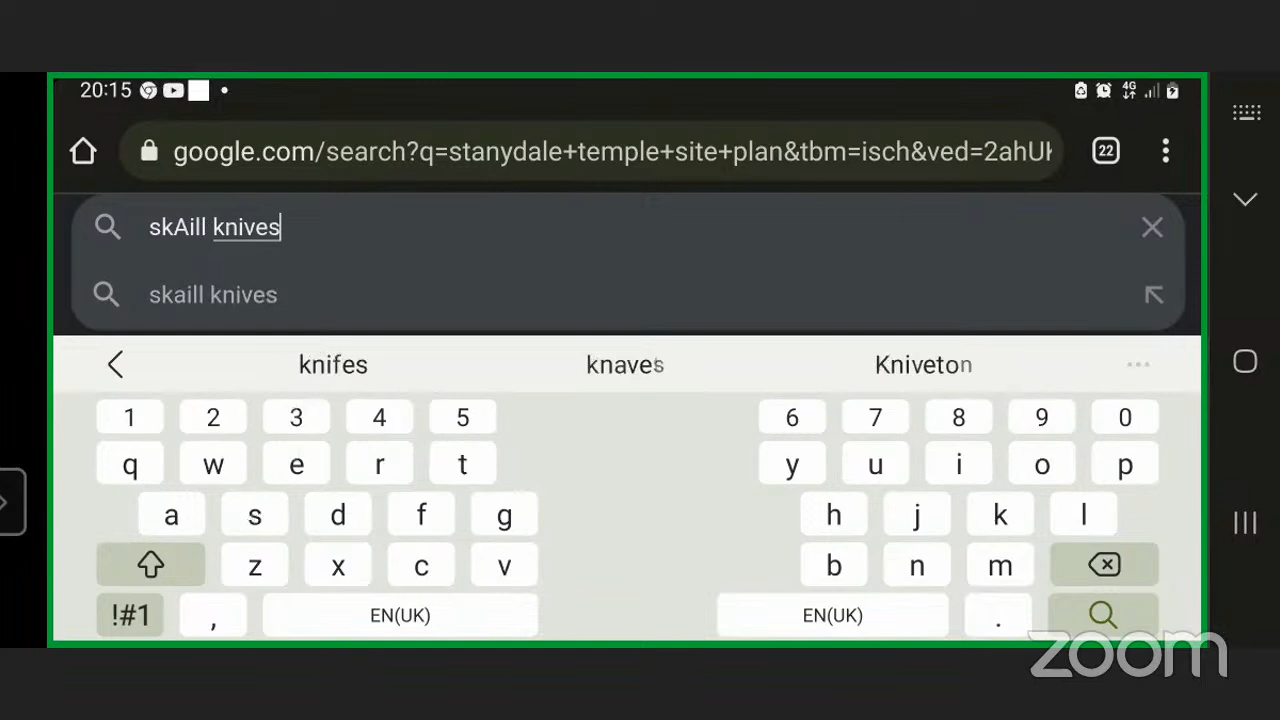 20:15
4G
google.com/search?q=stanydale+temple+site+plan&tbm=isch&ved=2ahUK
22
skAill knives
skaill knives
knifes knaves Kniveton ...
1 2 3 4 5 6 7 8 9 0
q w e r t y u i o p
a s d f g h j k l
z x c v b n m
!#1 , EN(UK) EN(UK) .
zoom